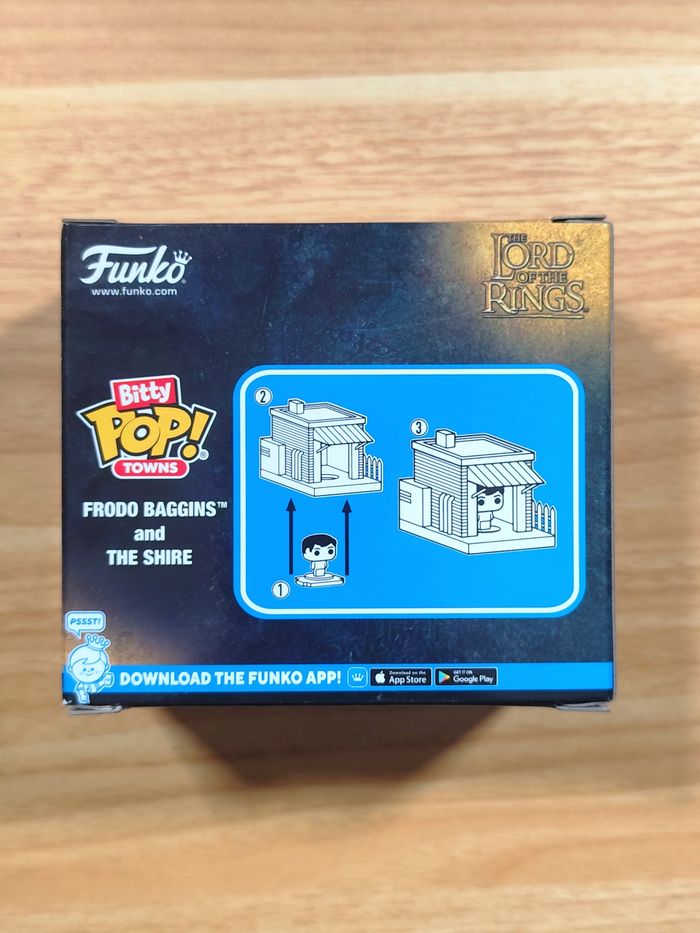 Funko®
www.funko.com
THE
LORD
OF THE
RINGS™
Bitty
POP!®
TOWNS
FRODO BAGGINS™
and
THE SHIRE
2
3
1
PSSST!
DOWNLOAD THE FUNKO APP!
Download on the
App Store
GET IT ON
Google Play